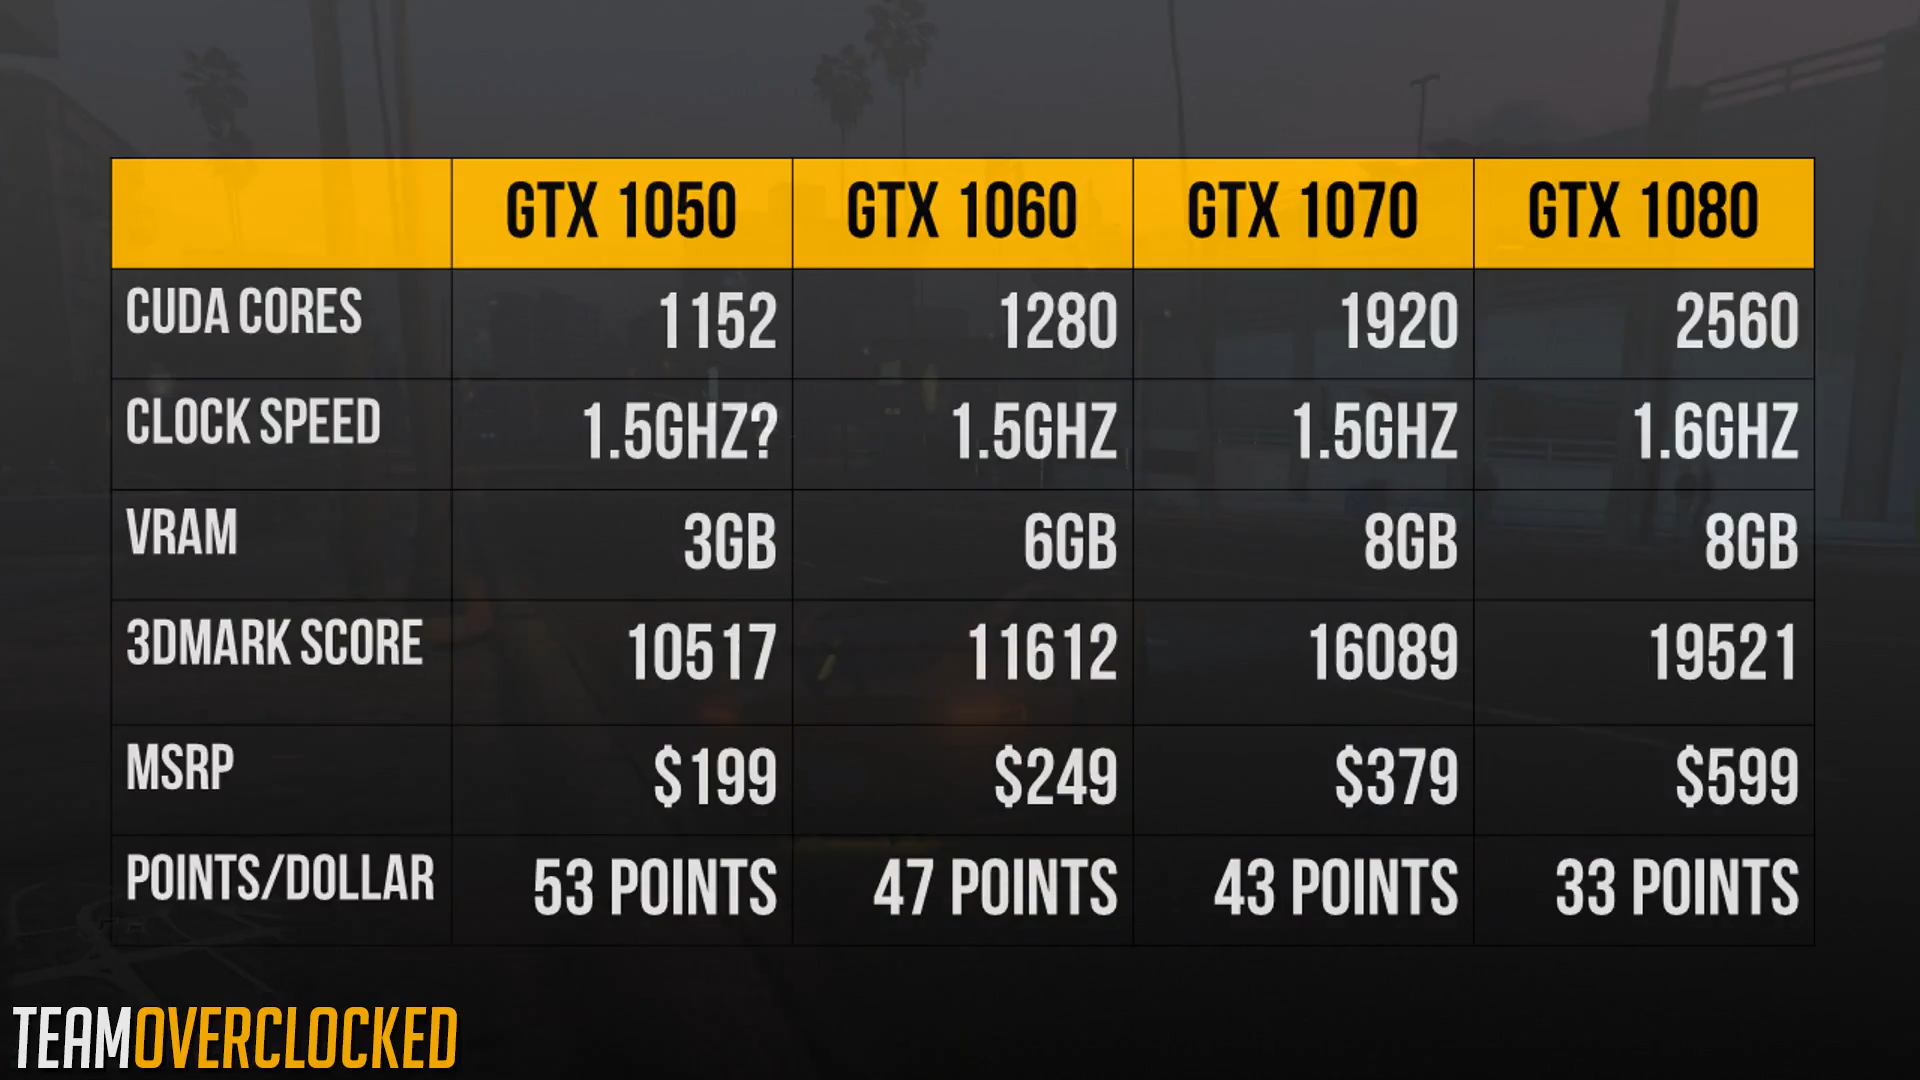 GTX 1050 GTX 1060 GTX 1070 GTX 1080
CUDA CORES 1152 1280 1920 2560
CLOCK SPEED 1.5GHZ? 1.5GHZ 1.5GHZ 1.6GHZ
VRAM 3GB 6GB 8GB 8GB
3DMARK SCORE 10517 11612 16089 19521
MSRP $199 $249 $379 $599
POINTS/DOLLAR 53 POINTS 47 POINTS 43 POINTS 33 POINTS
TEAMOVERCLOCKED